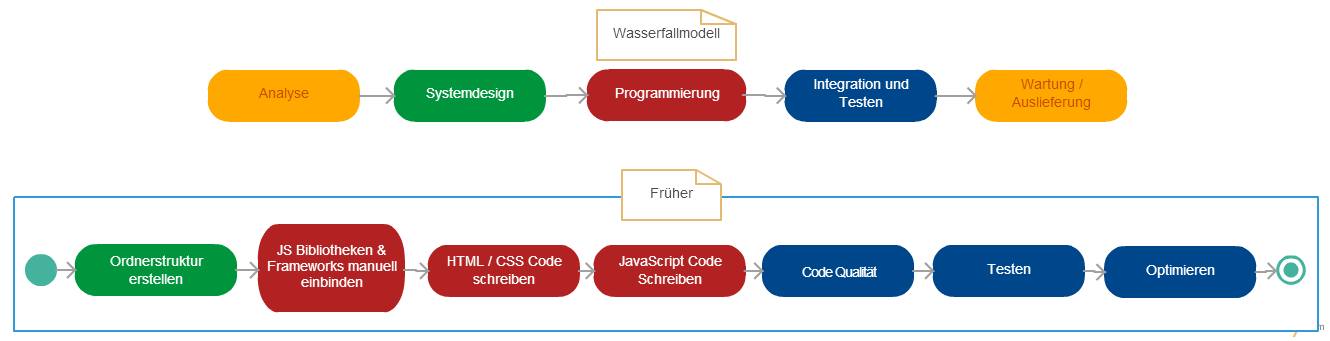 Wasserfallmodell
Analyse
Systemdesign
Programmierung
Integration und
Testen
Wartung /
Auslieferung
Früher
Ordnerstruktur
erstellen
JS Bibliotheken &
Frameworks manuell
einbinden
HTML / CSS Code
schreiben
JavaScript Code
Schreiben
Code Qualität
Testen
Optimieren